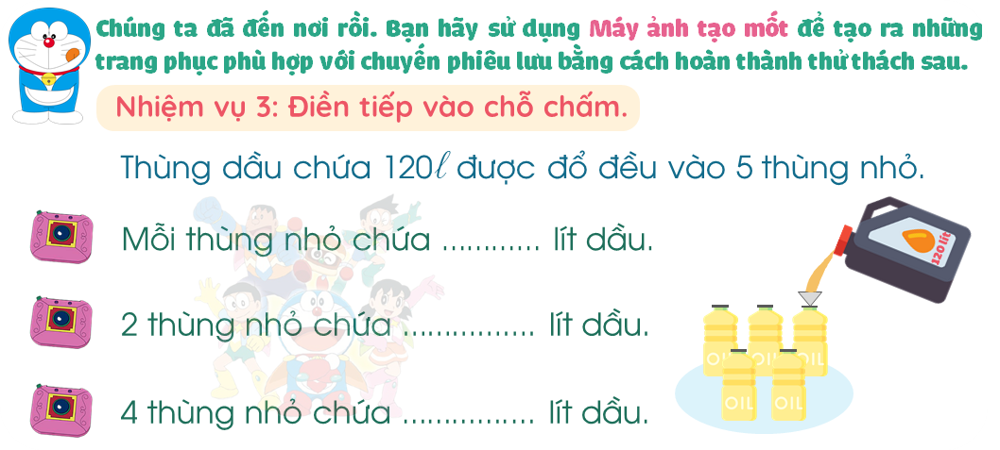 Chúng ta đã đến nơi rồi. Bạn hãy sử dụng Máy ảnh tạo mốt để tạo ra những
trang phục phù hợp với chuyến phiêu lưu bằng cách hoàn thành thử thách sau.
Nhiệm vụ 3: Điền tiếp vào chỗ chấm.
Thùng dầu chứa 120ℓ được đổ đều vào 5 thùng nhỏ.
Mỗi thùng nhỏ chứa ............ lít dầu.
120 lít
2 thùng nhỏ chứa ................ lít dầu.
OIL OIL OIL
4 thùng nhỏ chứa ................ lít dầu.
OIL OIL